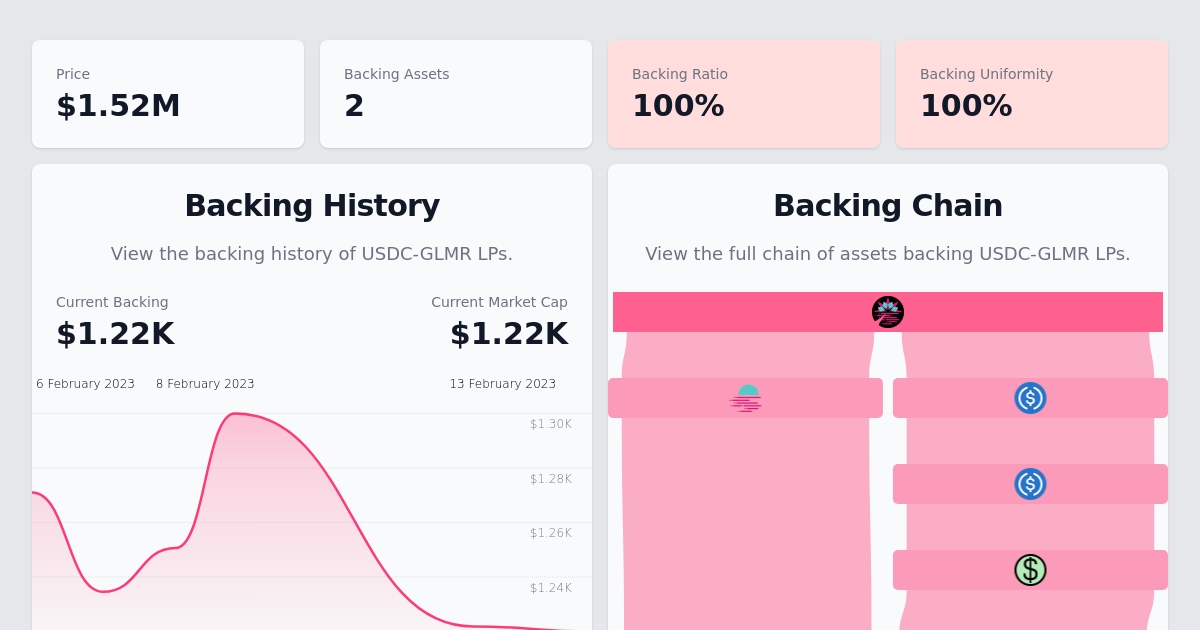 Price
$1.52M
Backing Assets
2
Backing Ratio
100%
Backing Uniformity
100%
Backing History
View the backing history of USDC-GLMR LPs.
Current Backing
$1.22K
Current Market Cap
$1.22K
6 February 2023
8 February 2023
13 February 2023
$1.30K
$1.28K
$1.26K
$1.24K
Backing Chain
View the full chain of assets backing USDC-GLMR LPs.
$
$
$